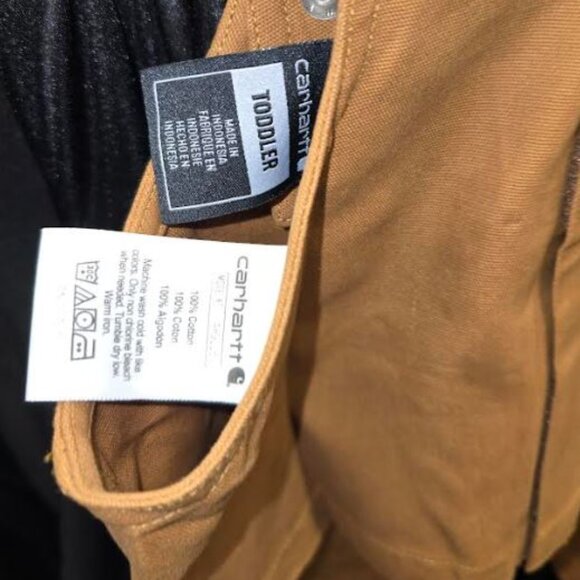 carhartt
TODDLER
MADE IN
INDONESIA
FABRIQUÉ EN
INDONÉSIE
HECHO EN
INDONESIA
carhartt
100% Cotton
100% Coton
100% Algodon
Machine wash cold with like
colors. Only non chlorine bleach
when needed. Tumble dry low.
Warm iron.